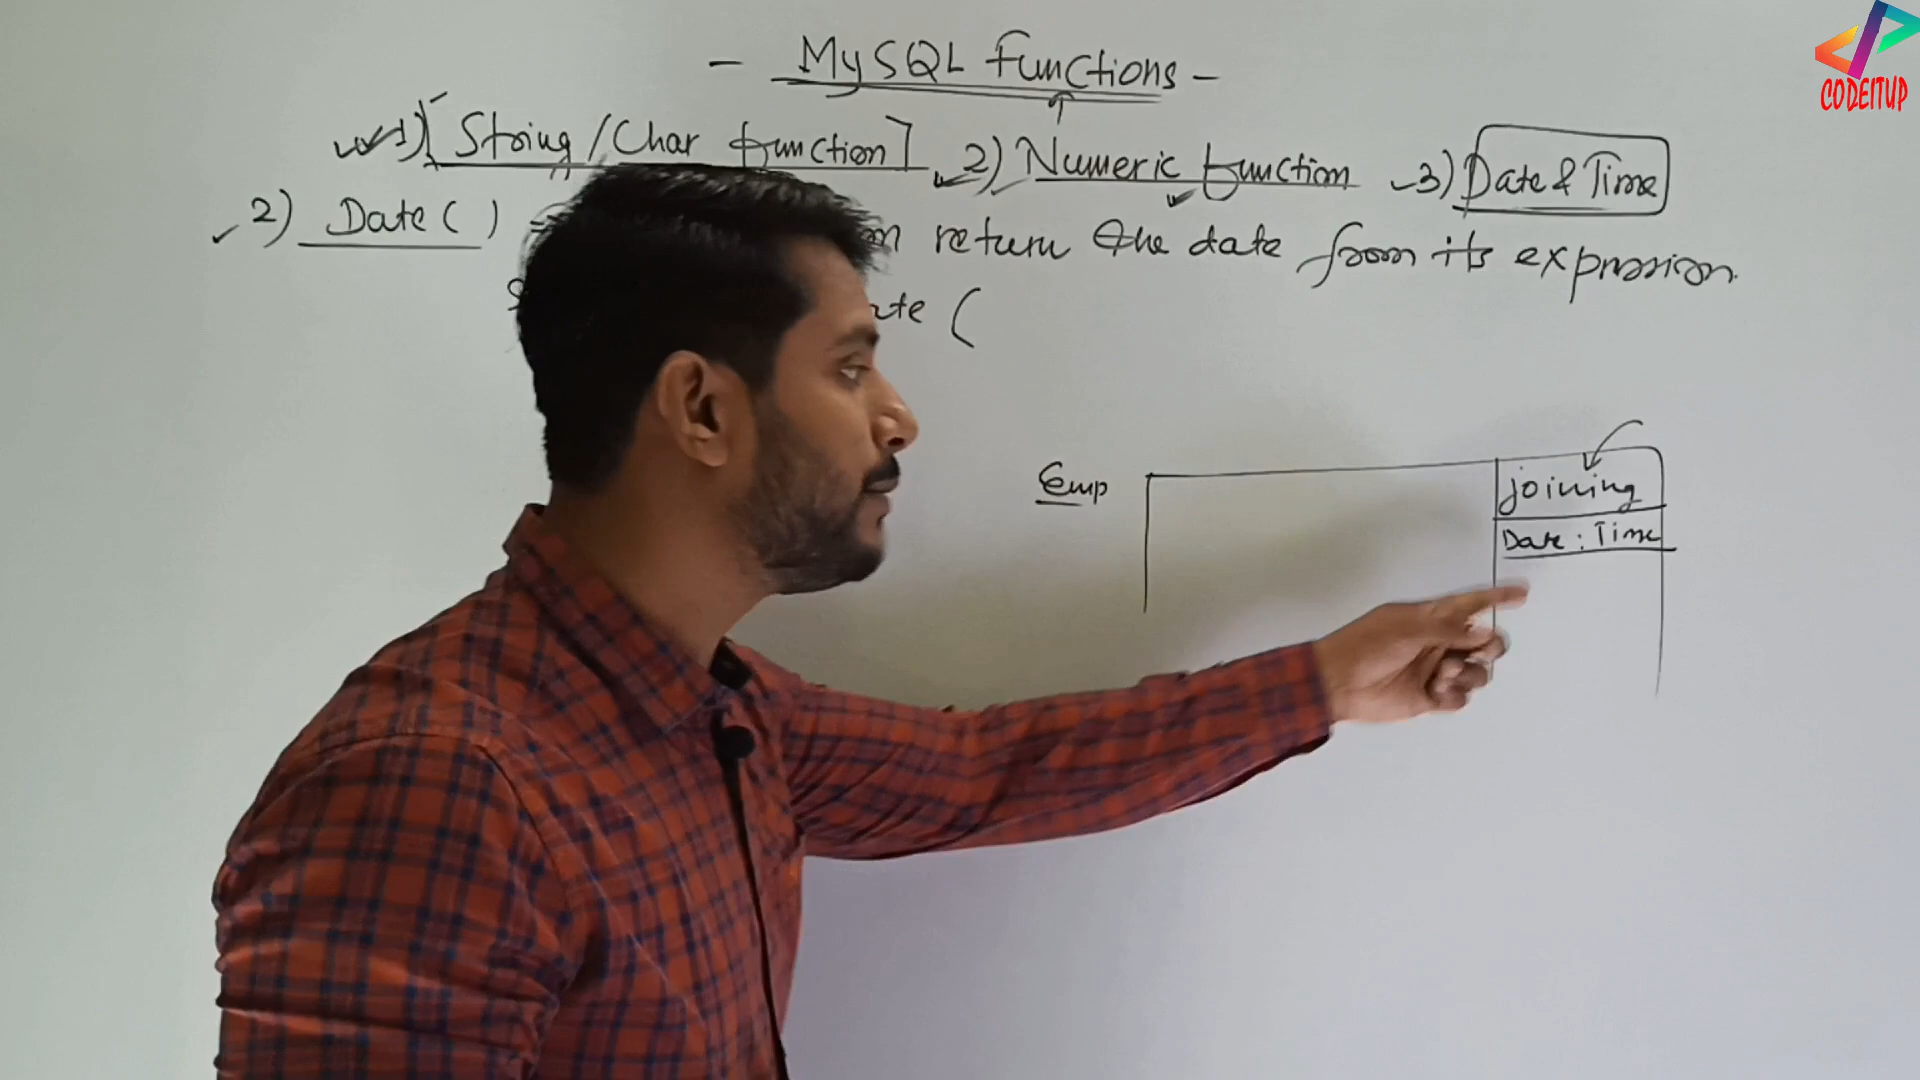 - MySQL Functions -
1) [String/Char function] 2) Numeric function 3) Date & Time
2) Date( ) = return the date from its expression.
(
Emp
joining
Date : Time
CODEITUP